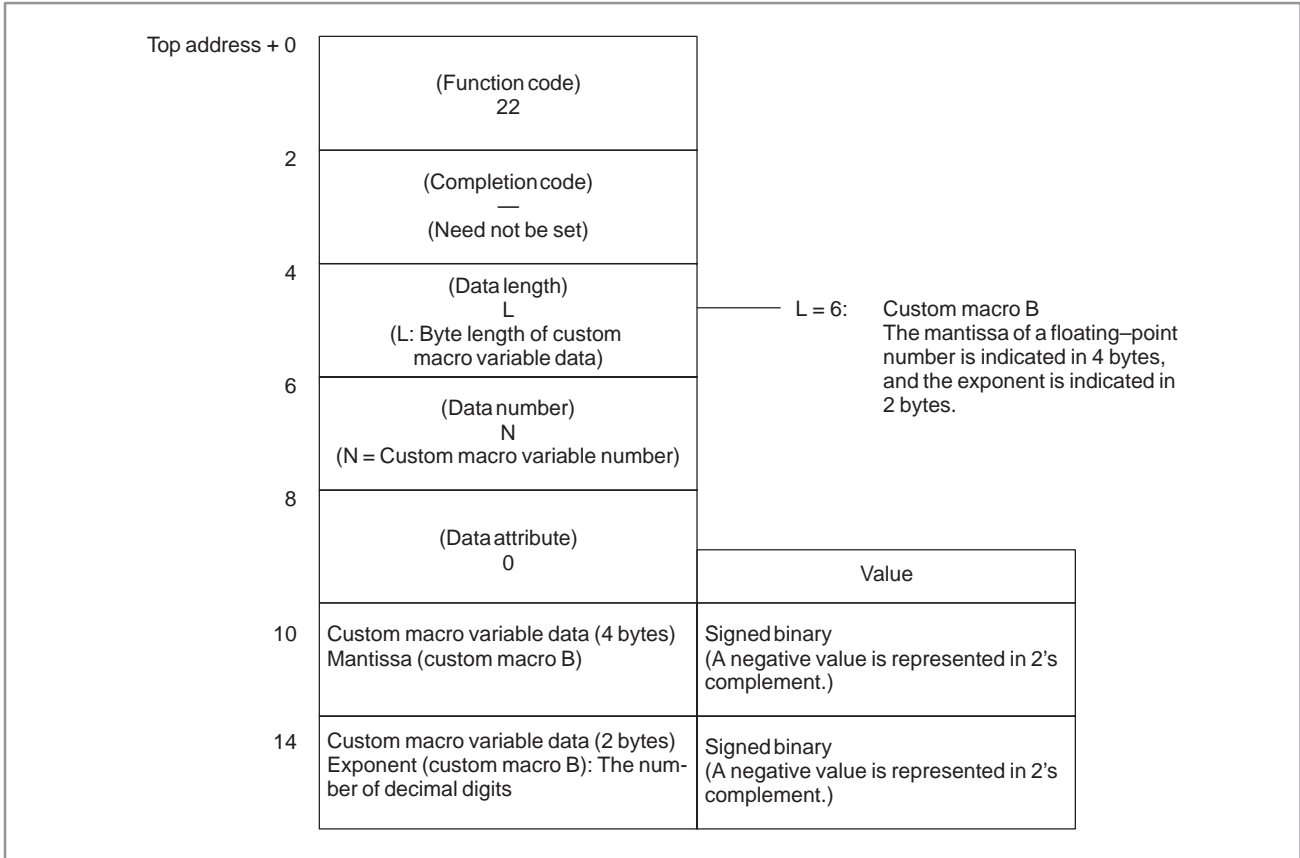 Top address + 0
(Function code)
22
2
(Completion code)
—
(Need not be set)
4
(Data length)
L
(L: Byte length of custom
macro variable data)
L = 6: Custom macro B
The mantissa of a floating–point
number is indicated in 4 bytes,
and the exponent is indicated in
2 bytes.
6
(Data number)
N
(N = Custom macro variable number)
8
(Data attribute)
0
Value
10
Custom macro variable data (4 bytes)
Mantissa (custom macro B)
Signed binary
(A negative value is represented in 2's
complement.)
14
Custom macro variable data (2 bytes)
Exponent (custom macro B): The num-
ber of decimal digits
Signed binary
(A negative value is represented in 2's
complement.)